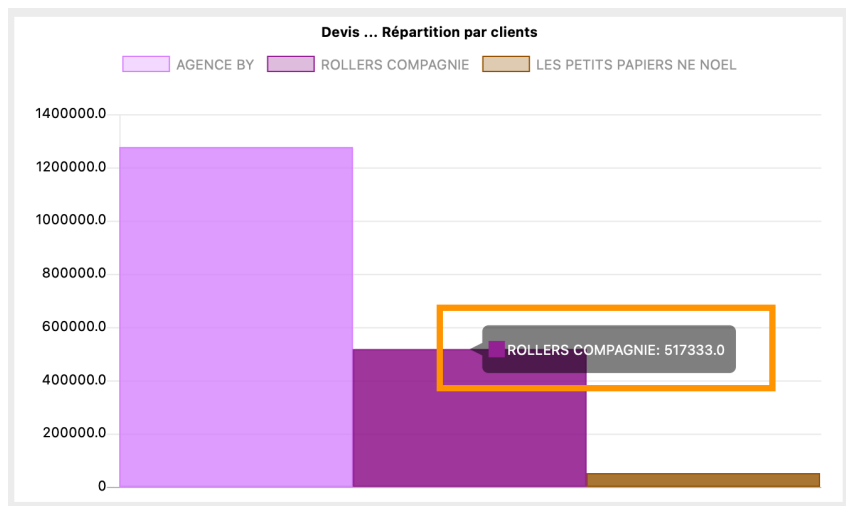 Devis ... Répartition par clients
AGENCE BY ROLLERS COMPAGNIE LES PETITS PAPIERS NE NOEL
1400000.0
1200000.0
1000000.0
800000.0
600000.0
ROLLERS COMPAGNIE: 517333.0
400000.0
200000.0
0